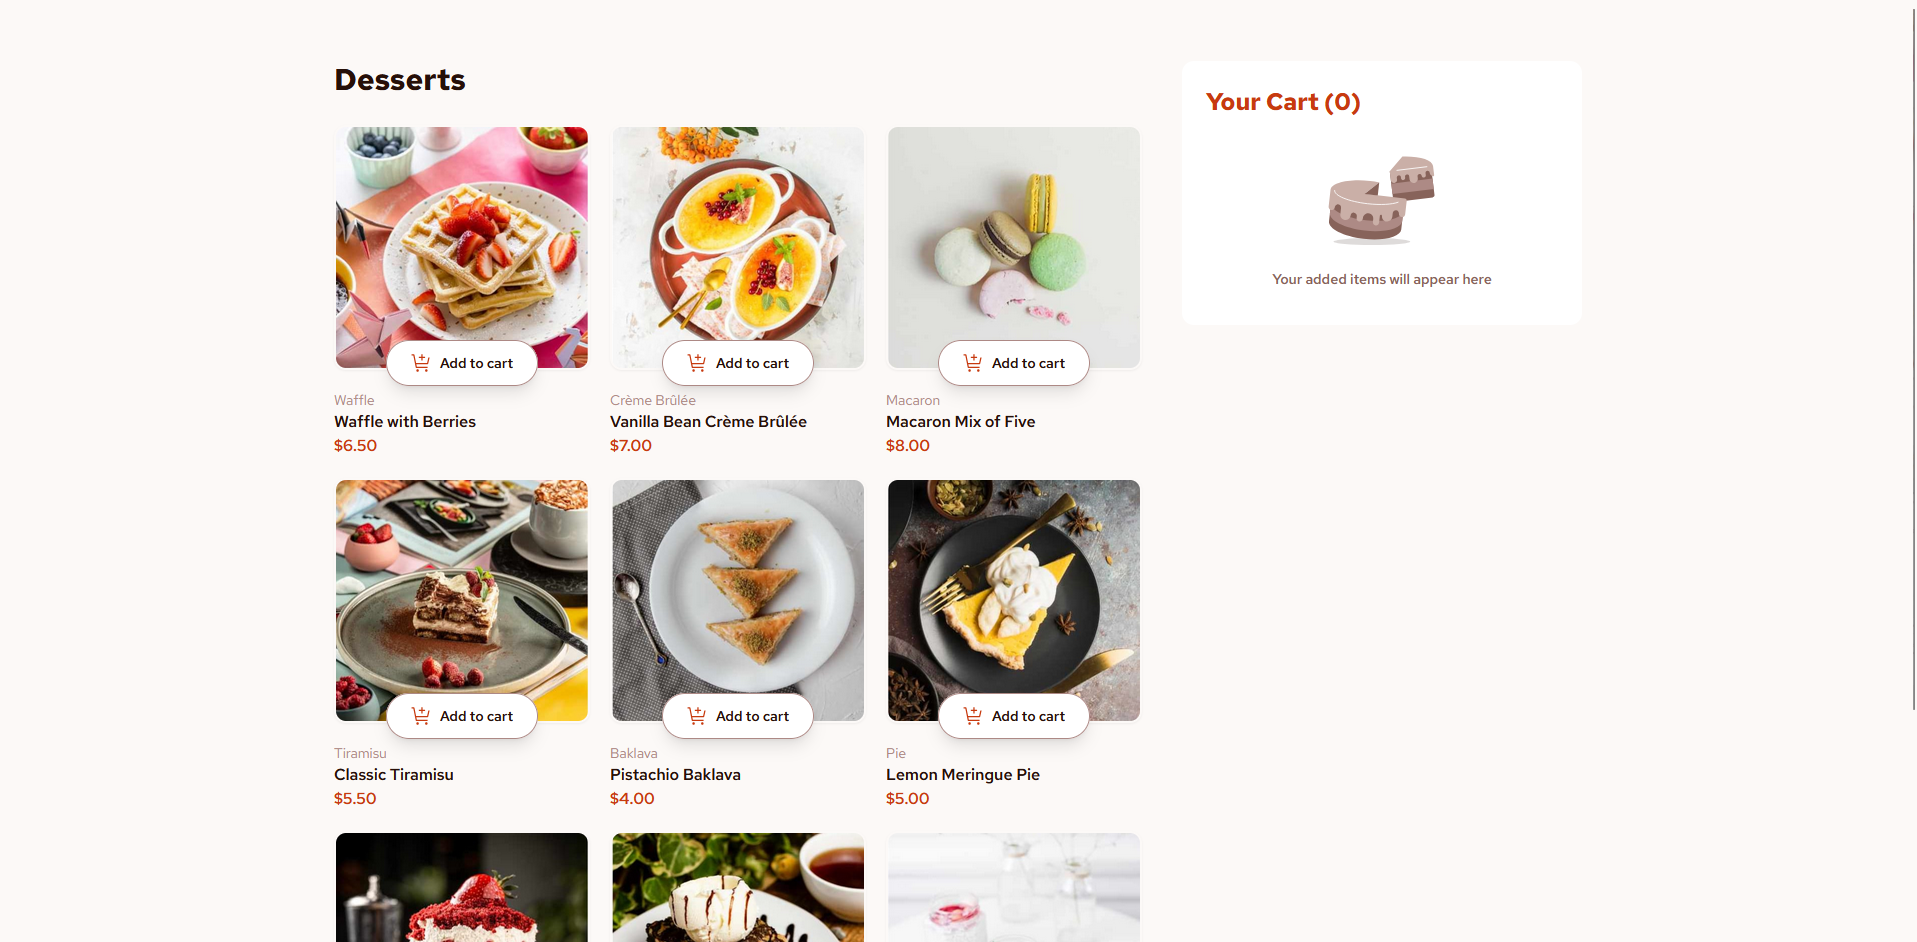 Desserts
Your Cart (0)
Your added items will appear here
Add to cart
Add to cart
Add to cart
Waffle
Waffle with Berries
$6.50
Crème Brûlée
Vanilla Bean Crème Brûlée
$7.00
Macaron
Macaron Mix of Five
$8.00
Add to cart
Add to cart
Add to cart
Tiramisu
Classic Tiramisu
$5.50
Baklava
Pistachio Baklava
$4.00
Pie
Lemon Meringue Pie
$5.00